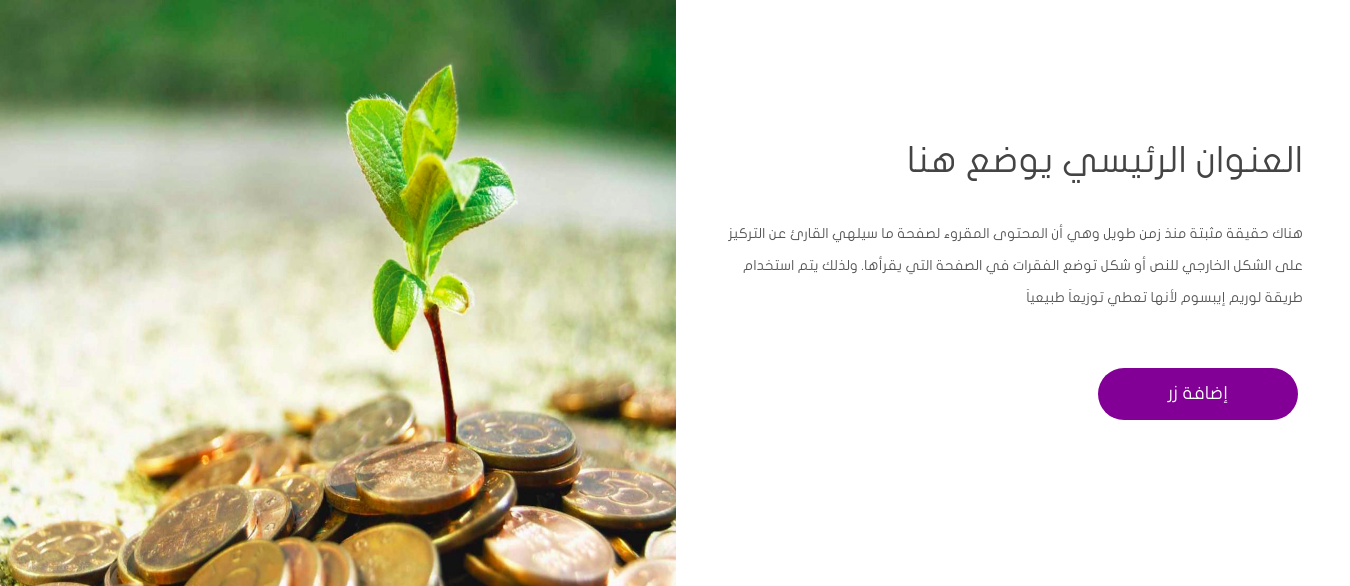 العنوان الرئيسي يوضع هنا
هناك حقيقة مثبتة منذ زمن طويل وهي أن المحتوى المقروء لصفحة ما سيلهي القارئ عن التركيز
على الشكل الخارجي للنص أو شكل توضع الفقرات في الصفحة التي يقرأها. ولذلك يتم استخدام
طريقة لوريم إيبسوم لأنها تعطي توزيعاَ طبيعياَ
إضافة زر